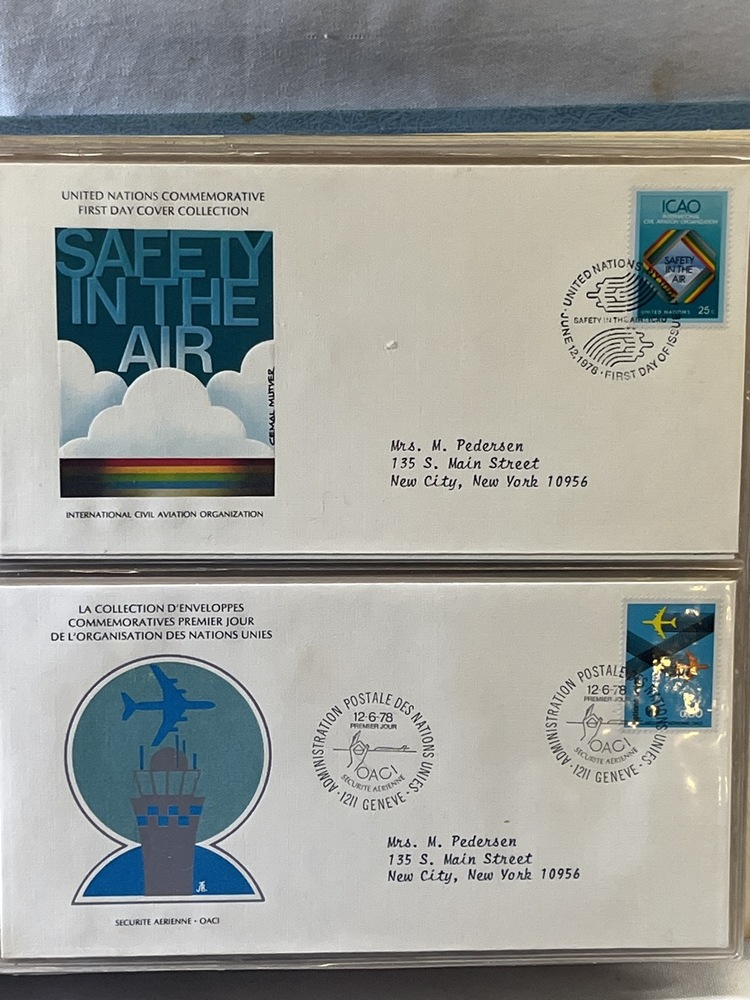 UNITED NATIONS COMMEMORATIVE
FIRST DAY COVER COLLECTION
SAFETY
IN THE
AIR
CEMAL MUTVER
INTERNATIONAL CIVIL AVIATION ORGANIZATION
ICAO
INTERNATIONAL
CIVIL AVIATION ORGANIZATION
SAFETY
IN THE
AIR
UNITED NATIONS 25c
UNITED NATIONS
SAFETY IN THE AIR ICAO
JUNE 12, 1978 · FIRST DAY OF ISSUE
Mrs. M. Pedersen
135 S. Main Street
New City, New York 10956
LA COLLECTION D'ENVELOPPES
COMMEMORATIVES PREMIER JOUR
DE L'ORGANISATION DES NATIONS UNIES
SECURITE AERIENNE · OACI
ADMINISTRATION POSTALE DES NATIONS UNIES
12·6·78
PREMIER JOUR
OACI
SECURITE AÉRIENNE
· 1211 GENEVE ·
ADMINISTRATION POSTALE NATIONS UNIES
12·6·78
PREMIER JOUR
OACI
SECURITE AÉRIENNE
· 1211 GENEVE ·
Mrs. M. Pedersen
135 S. Main Street
New City, New York 10956